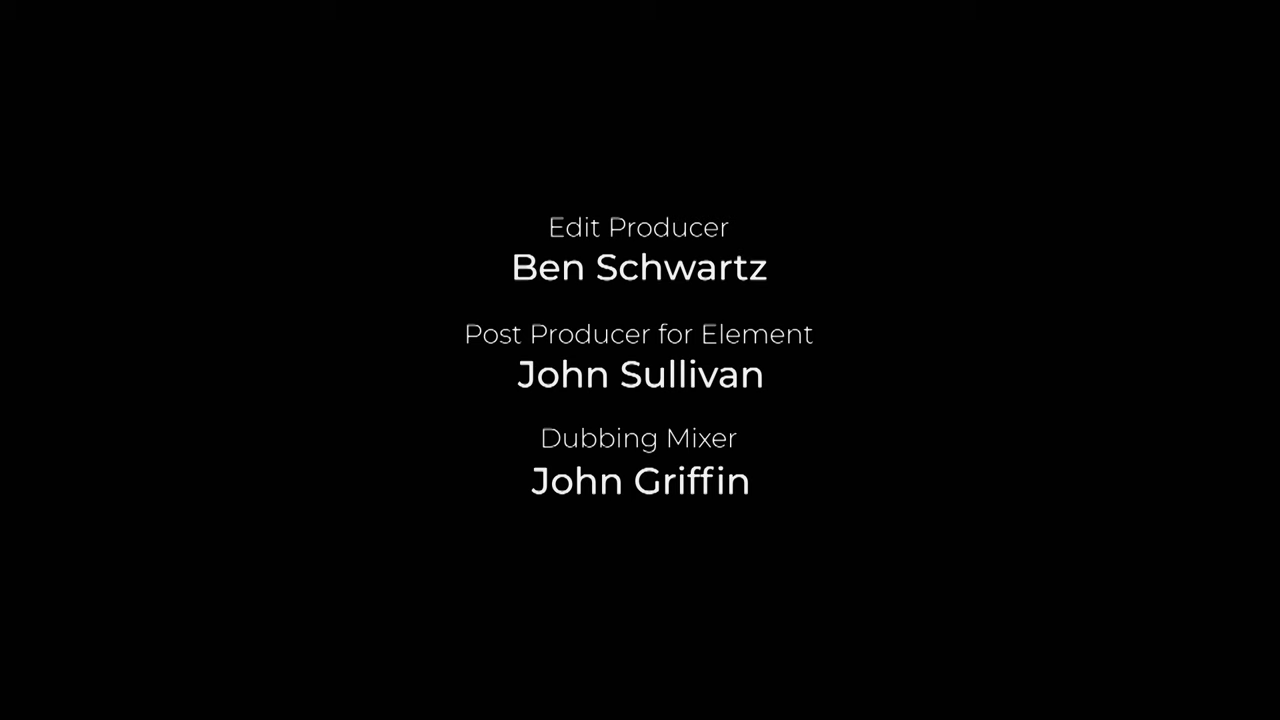 Edit Producer
Ben Schwartz
Post Producer for Element
John Sullivan
Dubbing Mixer
John Griffin